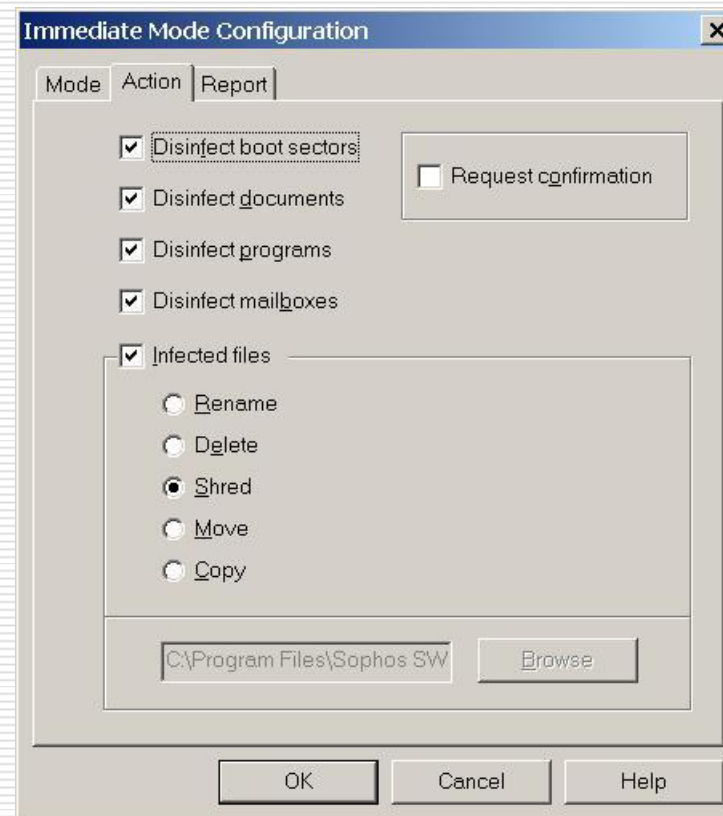 Immediate Mode Configuration
Mode Action Report
Disinfect boot sectors
Request confirmation
Disinfect documents
Disinfect programs
Disinfect mailboxes
Infected files
Rename
Delete
Shred
Move
Copy
C:\Program Files\Sophos SW
Browse
OK Cancel Help